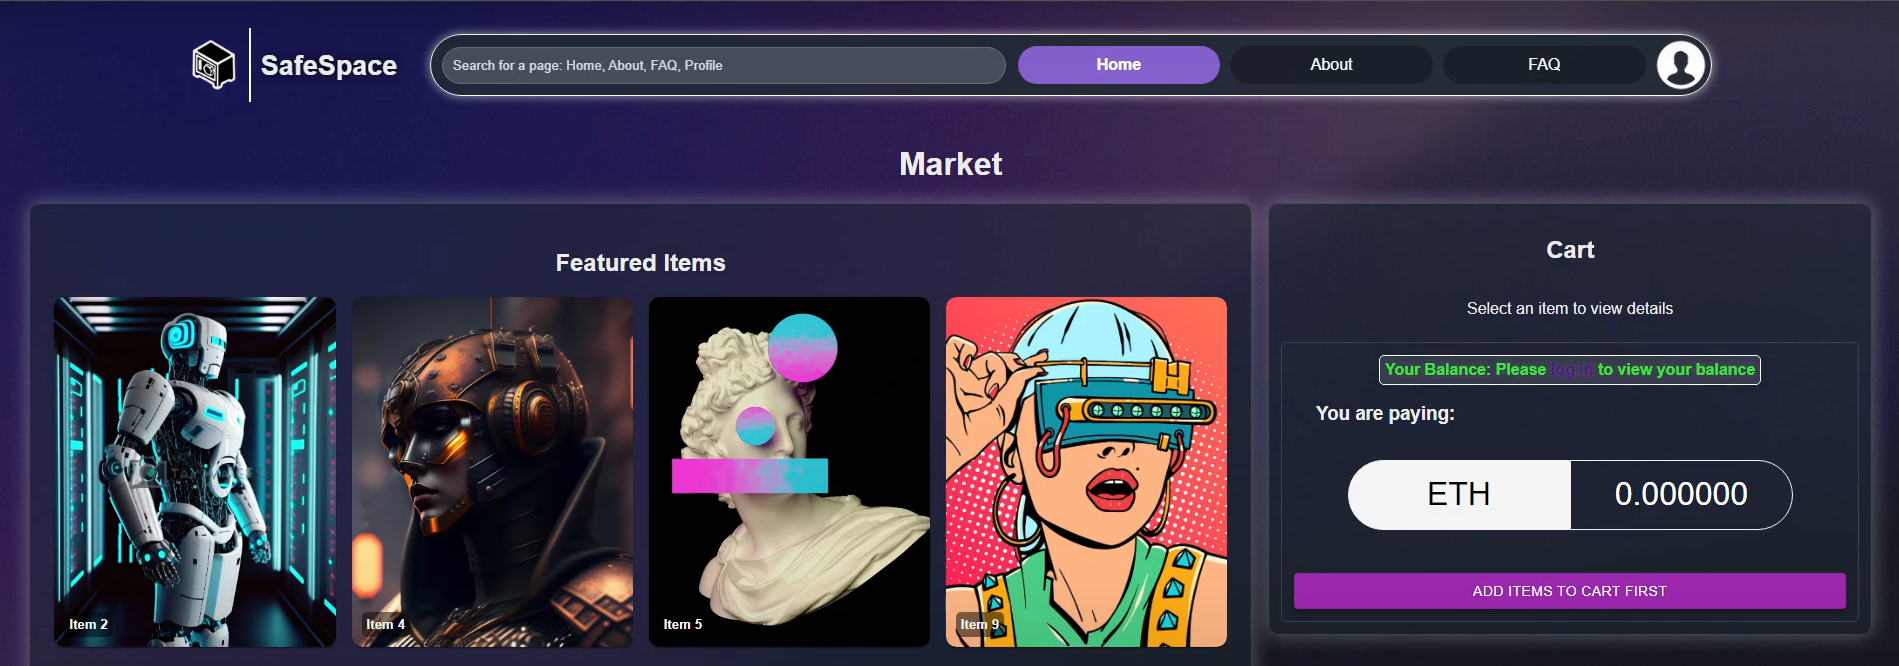 SafeSpace
Search for a page: Home, About, FAQ, Profile
Home
About
FAQ
Market
Featured Items
Item 2
Item 4
Item 5
Item 9
Cart
Select an item to view details
Your Balance: Please log in to view your balance
You are paying:
ETH
0.000000
ADD ITEMS TO CART FIRST